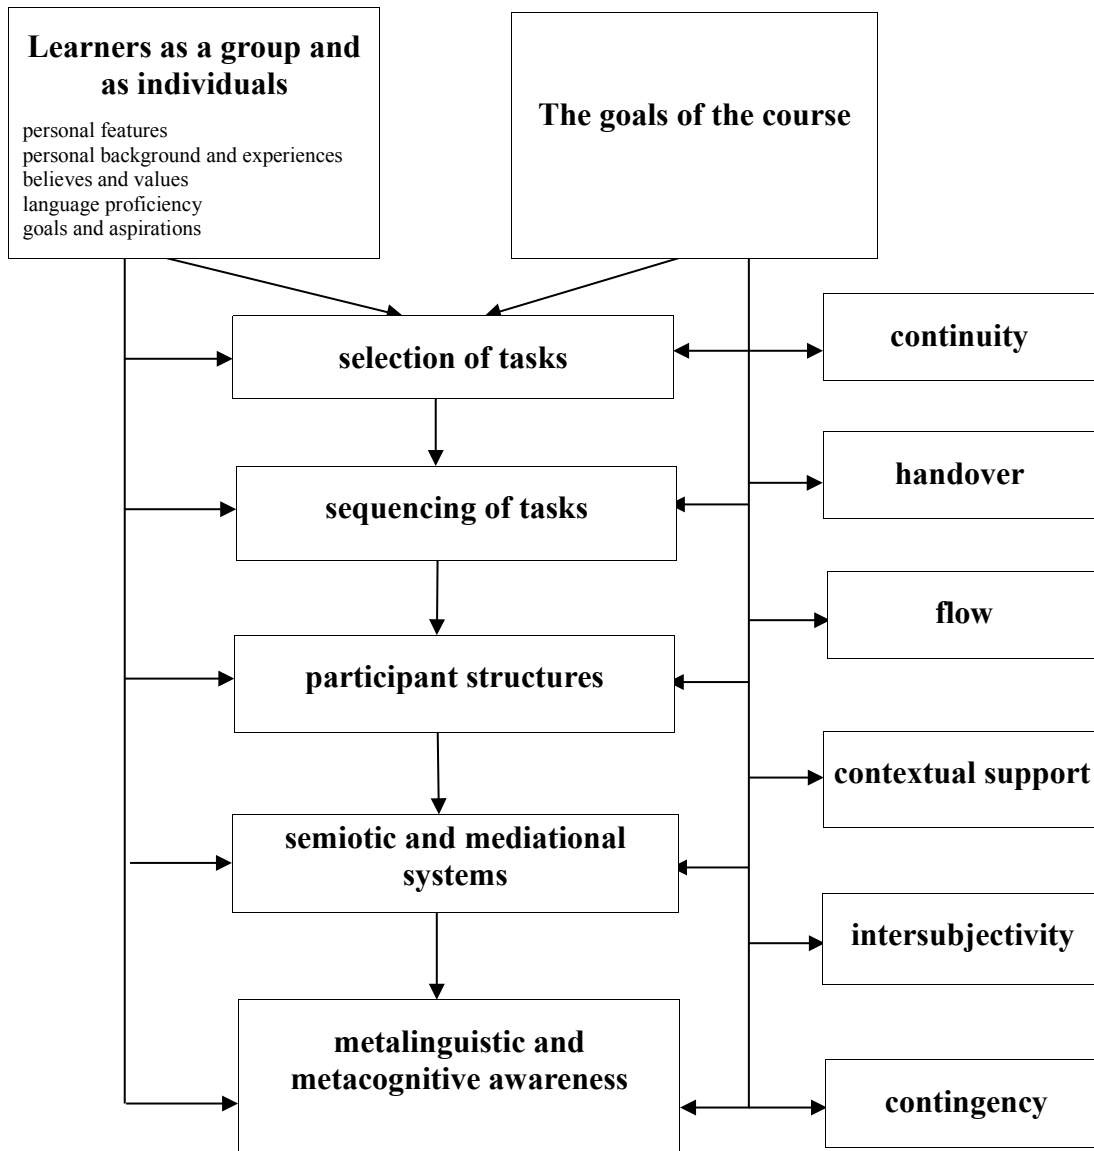 Learners as a group and
as individuals
personal features
personal background and experiences
believes and values
language proficiency
goals and aspirations
The goals of the course
selection of tasks
continuity
sequencing of tasks
handover
participant structures
flow
semiotic and mediational
systems
contextual support
metalinguistic and
metacognitive awareness
intersubjectivity
contingency